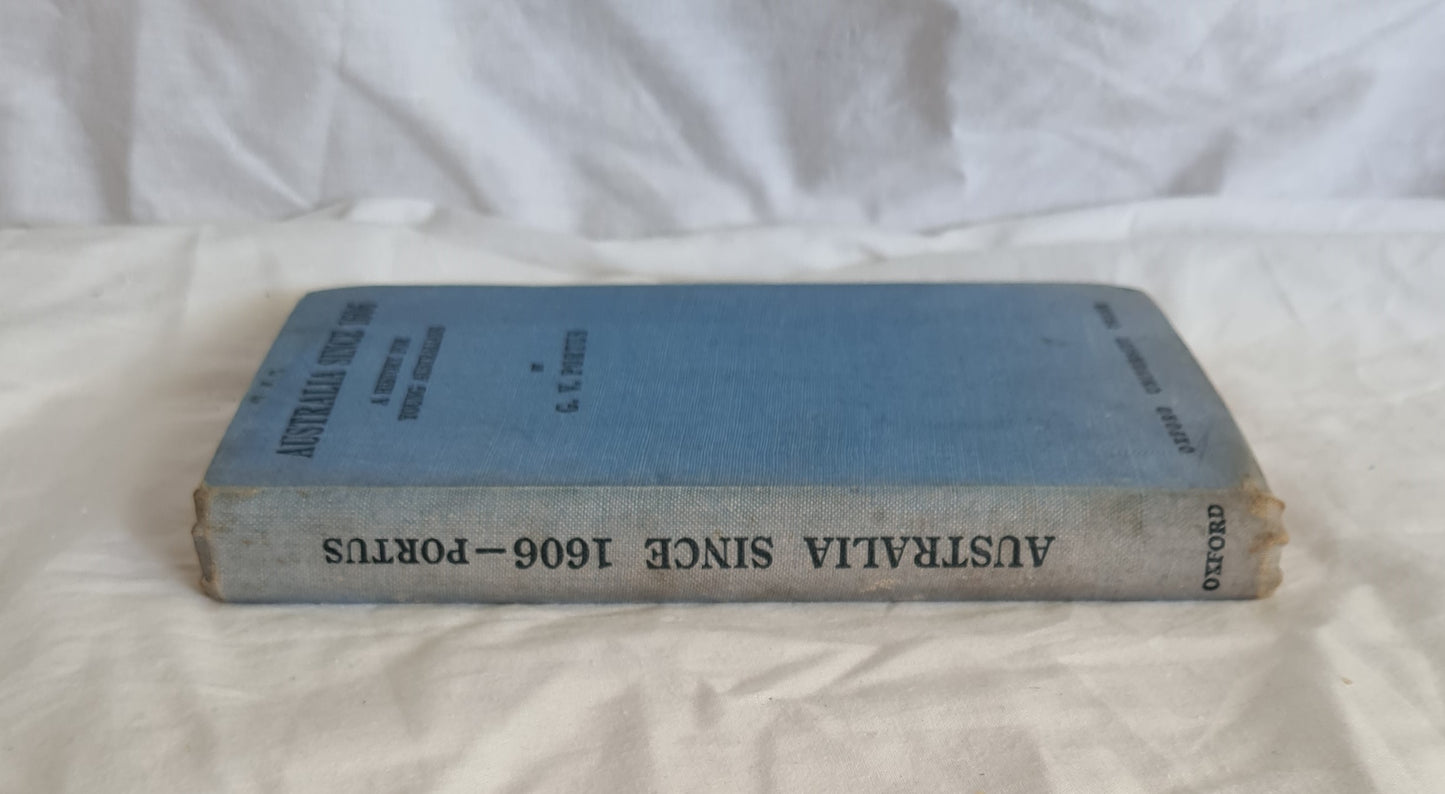 AUSTRALIA SINCE 1606
A HISTORY FOR
YOUNG AUSTRALIANS
BY
G. V. PORTUS
OXFORD UNIVERSITY PRESS
AUSTRALIA SINCE 1606—PORTUS
OXFORD